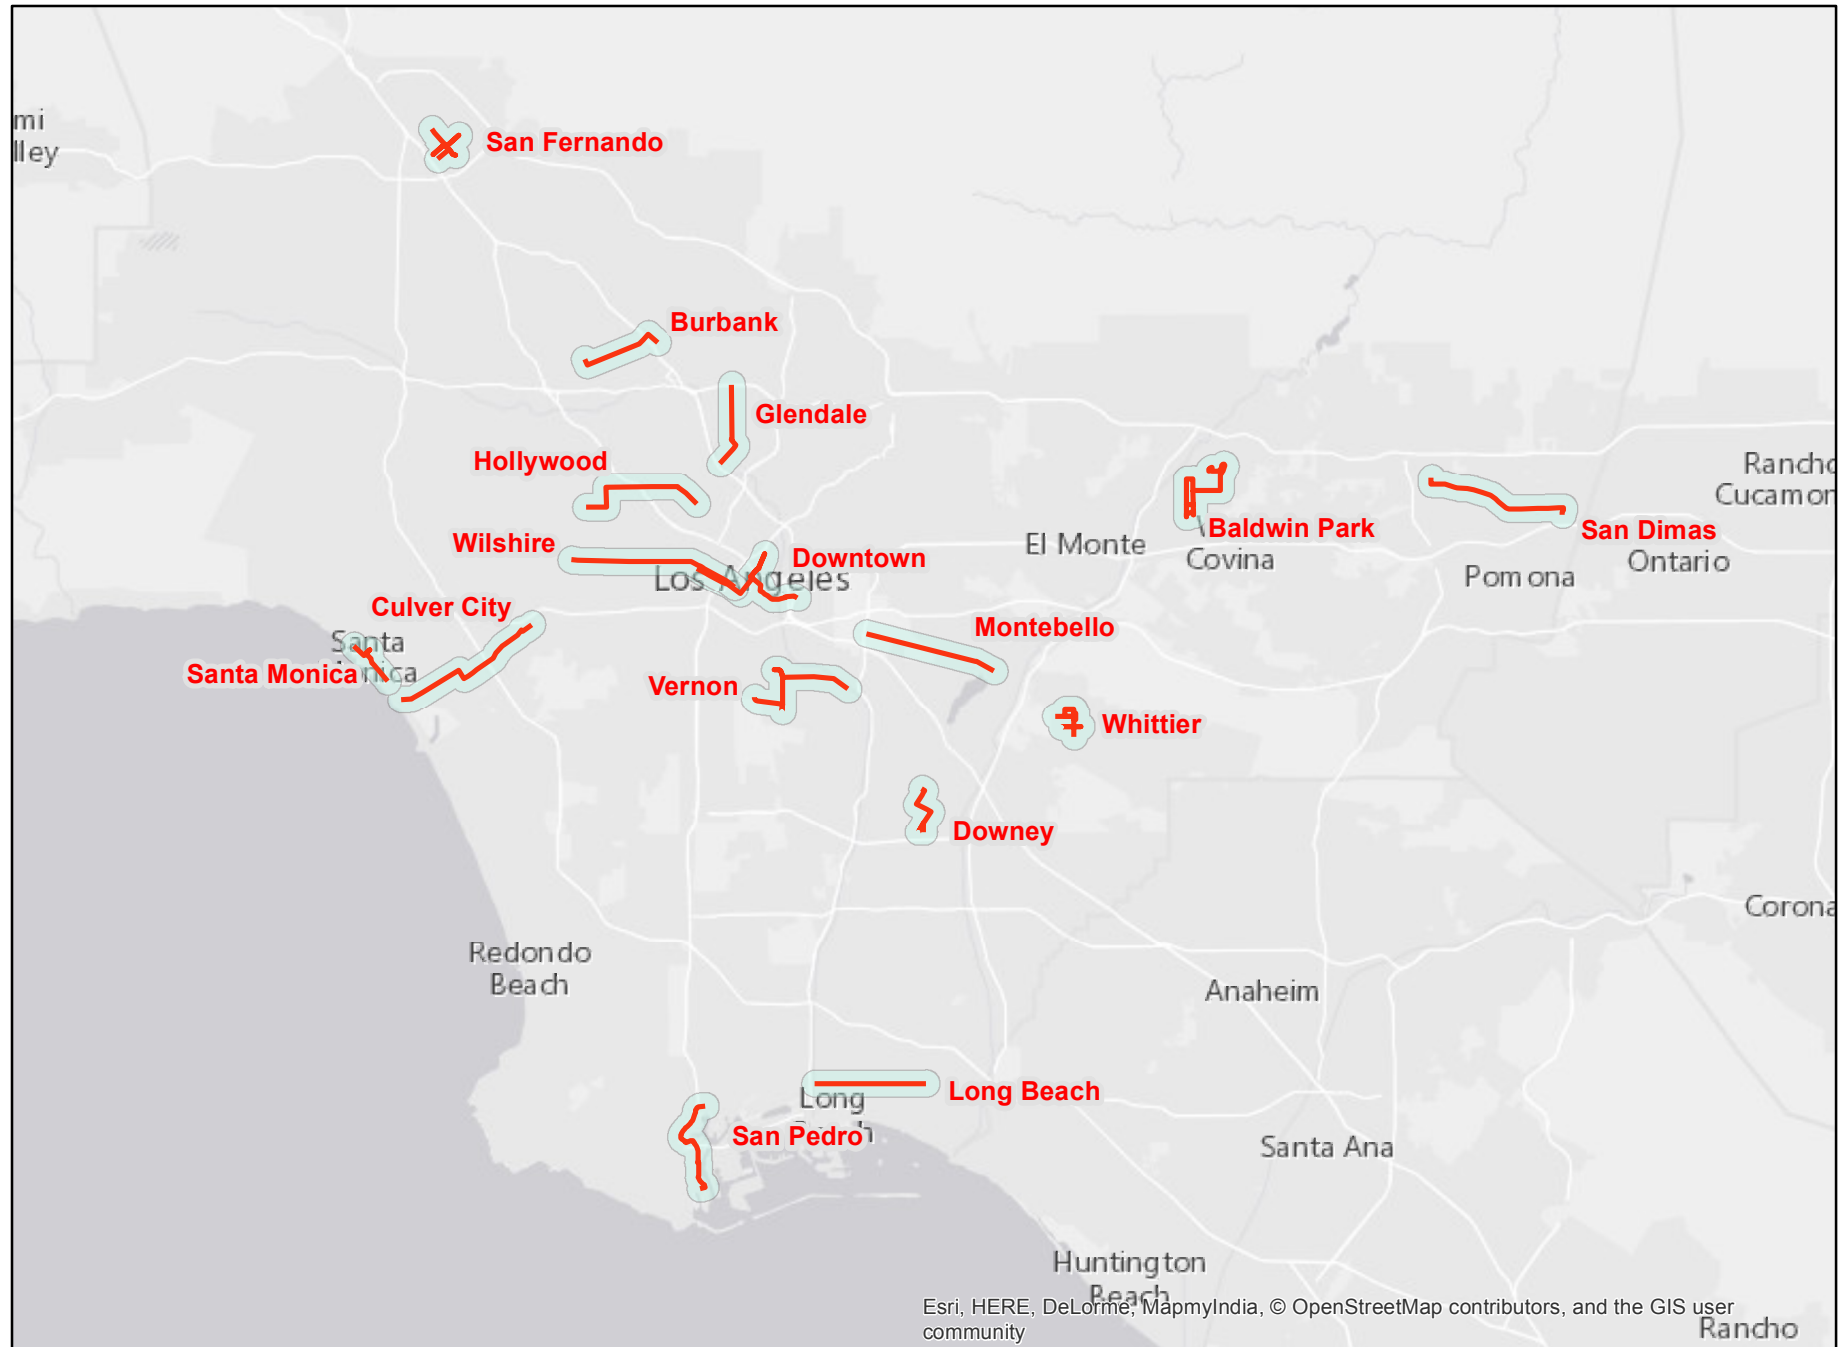 mi
lley
San Fernando
Burbank
Glendale
Hollywood
Rancho
Cucamon
Wilshire
Downtown
Los Angeles
El Monte
Baldwin Park
Covina
San Dimas
Ontario
Pomona
Culver City
Santa
Santa Monica
Montebello
Vernon
Whittier
Downey
Corona
Redondo
Beach
Anaheim
Long Beach
Long
San Pedro
Santa Ana
Huntington
Beach
Esri, HERE, DeLorme, MapmyIndia, © OpenStreetMap contributors, and the GIS user
community
Rancho